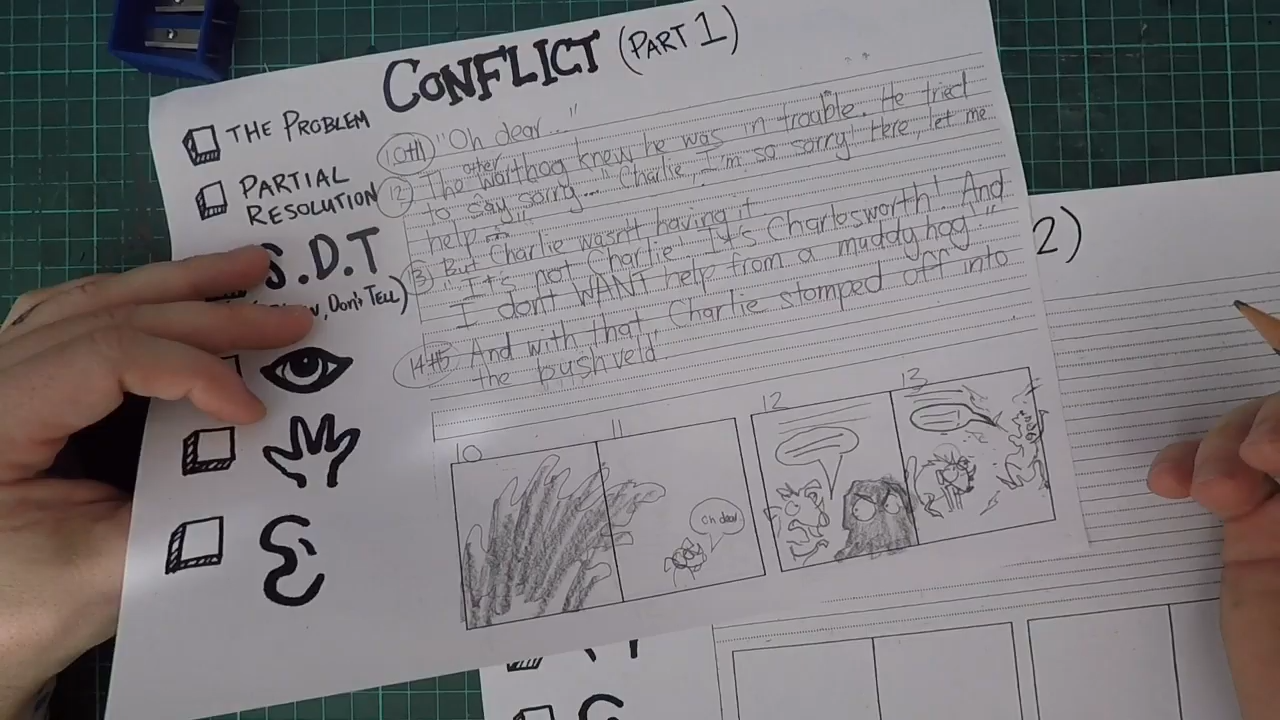 CONFLICT (PART 1)
THE PROBLEM
PARTIAL
RESOLUTION
S.D.T
, DON'T TELL)
10+11 "Oh dear..."
12 The other warthog knew he was in trouble. He tried
to say sorry... "Charlie, I'm so sorry! Here, let me
help
13 But Charlie wasn't having it.
"It's not Charlie! It's Charlesworth! And
I don't WANT help from a muddy hog!"
14+15 And with that, Charlie stomped off into
the bushveld.
10
11
12
13
Oh dear
2)